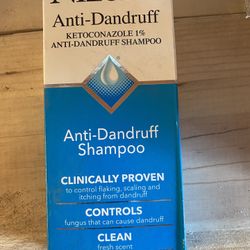 Anti-Dandruff
KETOCONAZOLE 1%
ANTI-DANDRUFF SHAMPOO
Anti-Dandruff
Shampoo
CLINICALLY PROVEN
to control flaking, scaling and
itching from dandruff
CONTROLS
fungus that can cause dandruff
CLEAN
fresh scent